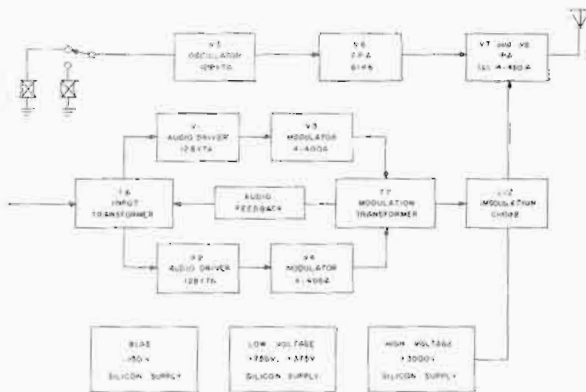 V5
OSCILLATOR
12BY7A
V6
I.P.A.
6146
V7 and V8
PA
4-400A
V1
AUDIO DRIVER
12BY7A
V3
MODULATOR
4-400A
T6
INPUT
TRANSFORMER
AUDIO
FEEDBACK
T7
MODULATION
TRANSFORMER
L12
MODULATION
CHOKE
V2
AUDIO DRIVER
12BY7A
V4
MODULATOR
4-400A
BIAS
SILICON SUPPLY
LOW VOLTAGE
+750V, +375V
SILICON SUPPLY
HIGH VOLTAGE
+3000V
SILICON SUPPLY